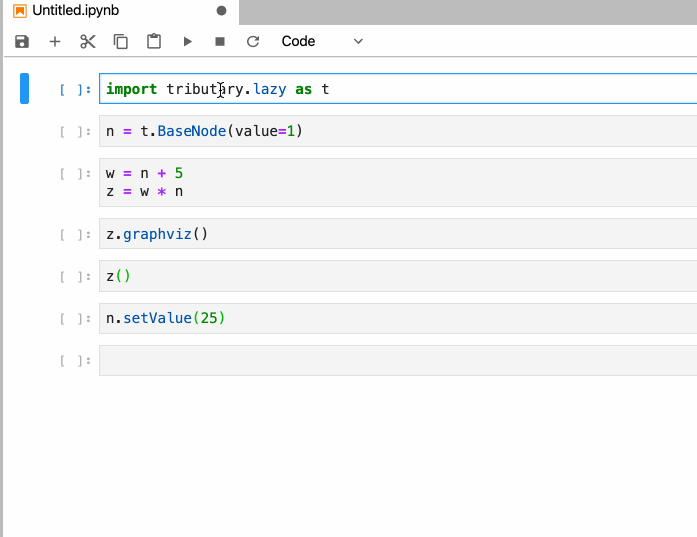 Untitled.ipynb
Code
[ ]: import tributary.lazy as t
[ ]: n = t.BaseNode(value=1)
[ ]: w = n + 5
z = w * n
[ ]: z.graphviz()
[ ]: z()
[ ]: n.setValue(25)
[ ]: